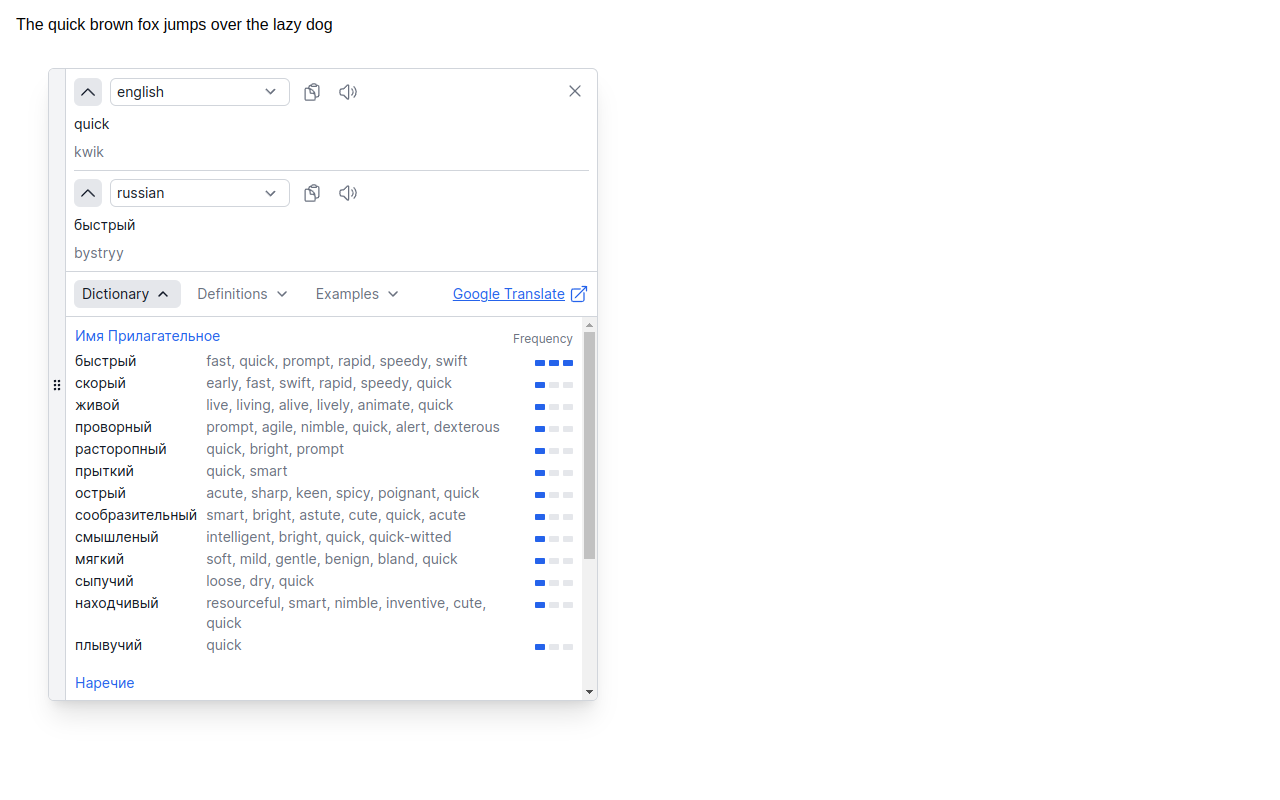 The quick brown fox jumps over the lazy dog
english
quick
kwik
russian
быстрый
bystryy
Dictionary Definitions Examples Google Translate
Имя Прилагательное Frequency
быстрый fast, quick, prompt, rapid, speedy, swift
скорый early, fast, swift, rapid, speedy, quick
живой live, living, alive, lively, animate, quick
проворный prompt, agile, nimble, quick, alert, dexterous
расторопный quick, bright, prompt
прыткий quick, smart
острый acute, sharp, keen, spicy, poignant, quick
сообразительный smart, bright, astute, cute, quick, acute
смышленый intelligent, bright, quick, quick-witted
мягкий soft, mild, gentle, benign, bland, quick
сыпучий loose, dry, quick
находчивый resourceful, smart, nimble, inventive, cute,
quick
плывучий quick
Наречие